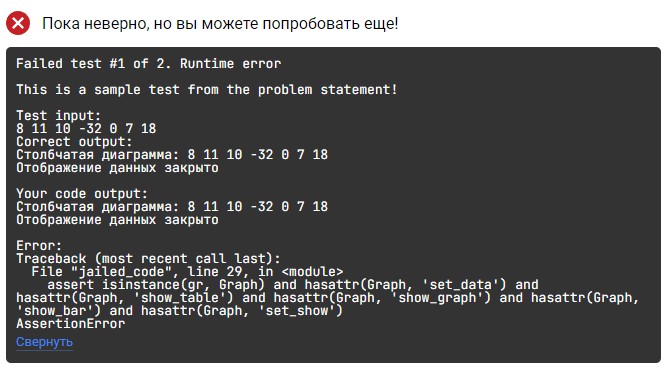 Пока неверно, но вы можете попробовать еще!
Failed test #1 of 2. Runtime error
This is a sample test from the problem statement!
Test input:
8 11 10 -32 0 7 18
Correct output:
Столбчатая диаграмма: 8 11 10 -32 0 7 18
Отображение данных закрыто
Your code output:
Столбчатая диаграмма: 8 11 10 -32 0 7 18
Отображение данных закрыто
Error:
Traceback (most recent call last):
  File "jailed_code", line 29, in <module>
    assert isinstance(gr, Graph) and hasattr(Graph, 'set_data') and
hasattr(Graph, 'show_table') and hasattr(Graph, 'show_graph') and hasattr(Graph,
'show_bar') and hasattr(Graph, 'set_show')
AssertionError
Свернуть